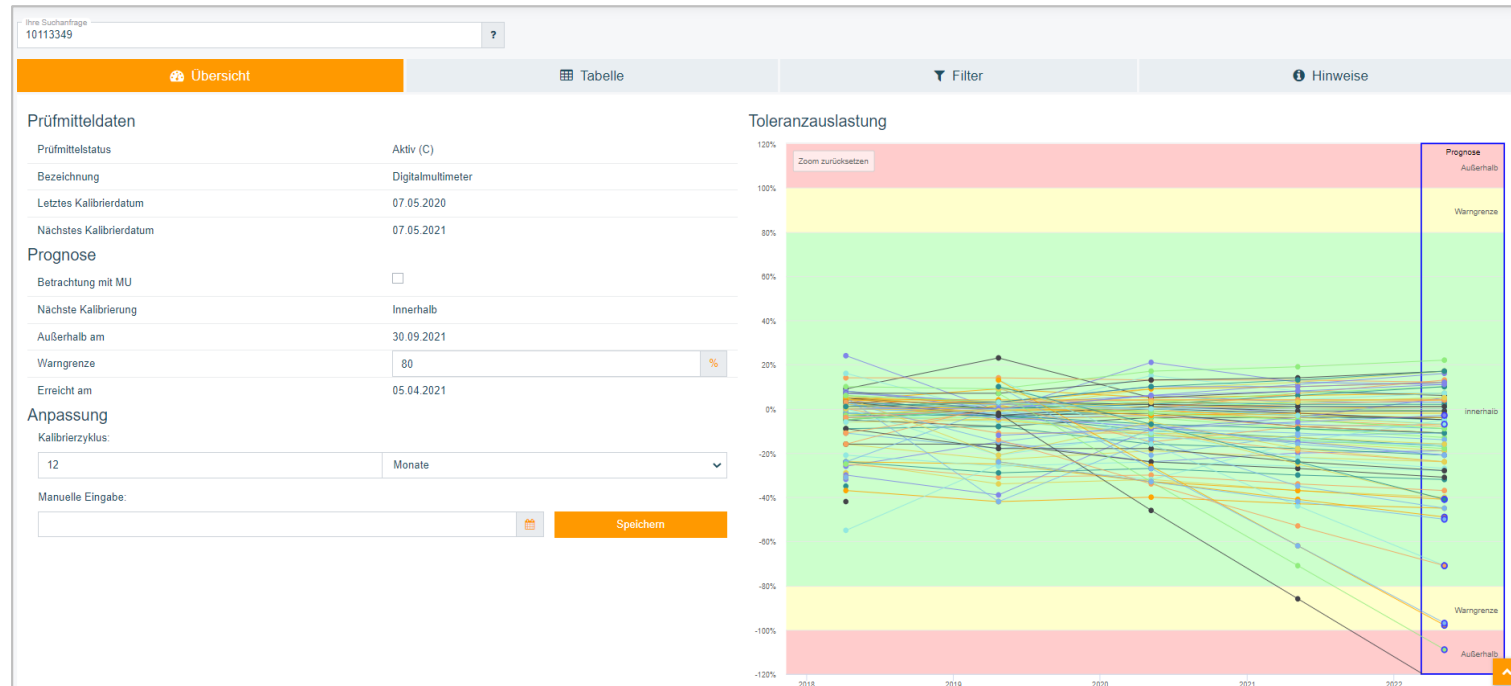 Ihre Suchanfrage
10113349
?
Übersicht
Tabelle
Filter
Hinweise
Prüfmitteldaten
Prüfmittelstatus Aktiv (C)
Bezeichnung Digitalmultimeter
Letztes Kalibrierdatum 07.05.2020
Nächstes Kalibrierdatum 07.05.2021
Prognose
Betrachtung mit MU
Nächste Kalibrierung Innerhalb
Außerhalb am 30.09.2021
Warngrenze 80 %
Erreicht am 05.04.2021
Anpassung
Kalibrierzyklus:
12 Monate
Manuelle Eingabe:
Speichern
Toleranzauslastung
Zoom zurücksetzen
Prognose
Außerhalb
Warngrenze
innerhalb
Warngrenze
Außerhalb
120%
100%
80%
60%
40%
20%
0%
-20%
-40%
-60%
-80%
-100%
-120%
2018 2019 2020 2021 2022